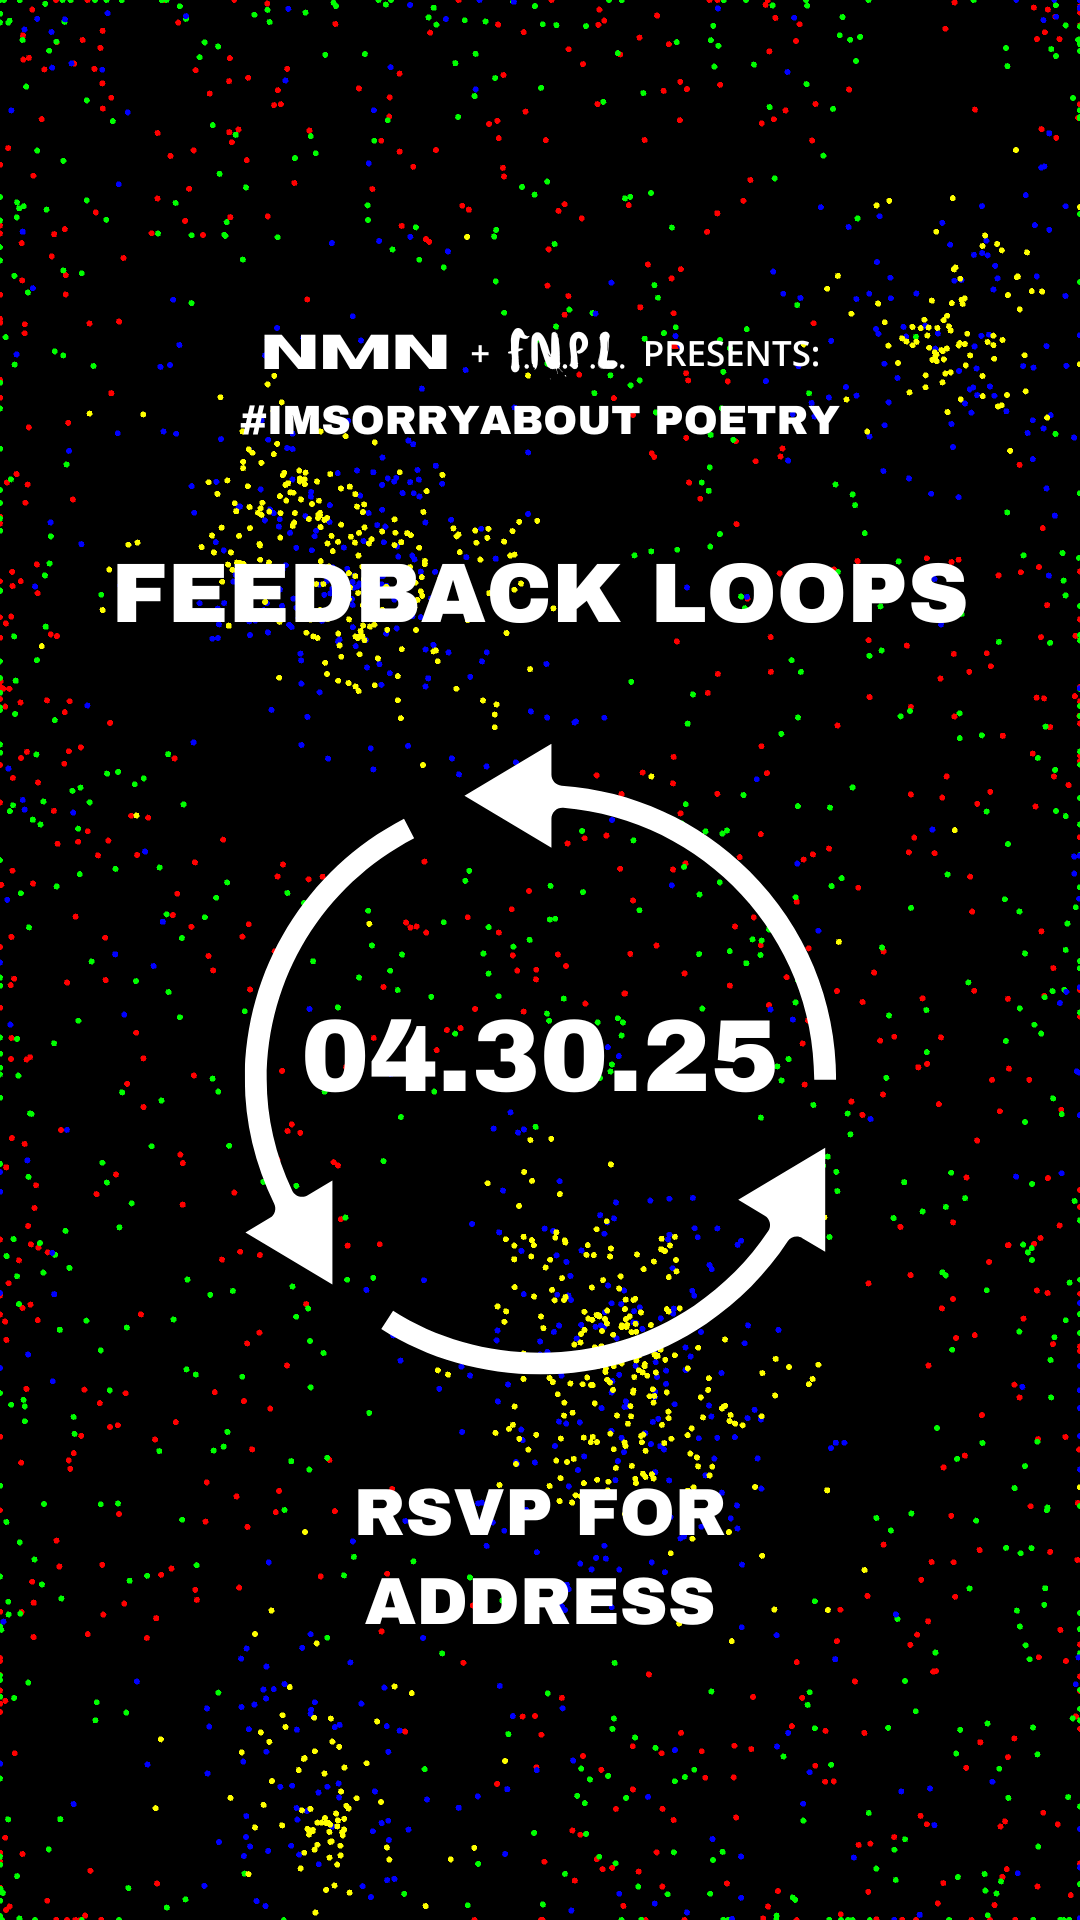 NMN + F.N.P.L. PRESENTS:
#IMSORRYABOUT POETRY
FEEDBACK LOOPS
04.30.25
RSVP FOR
ADDRESS